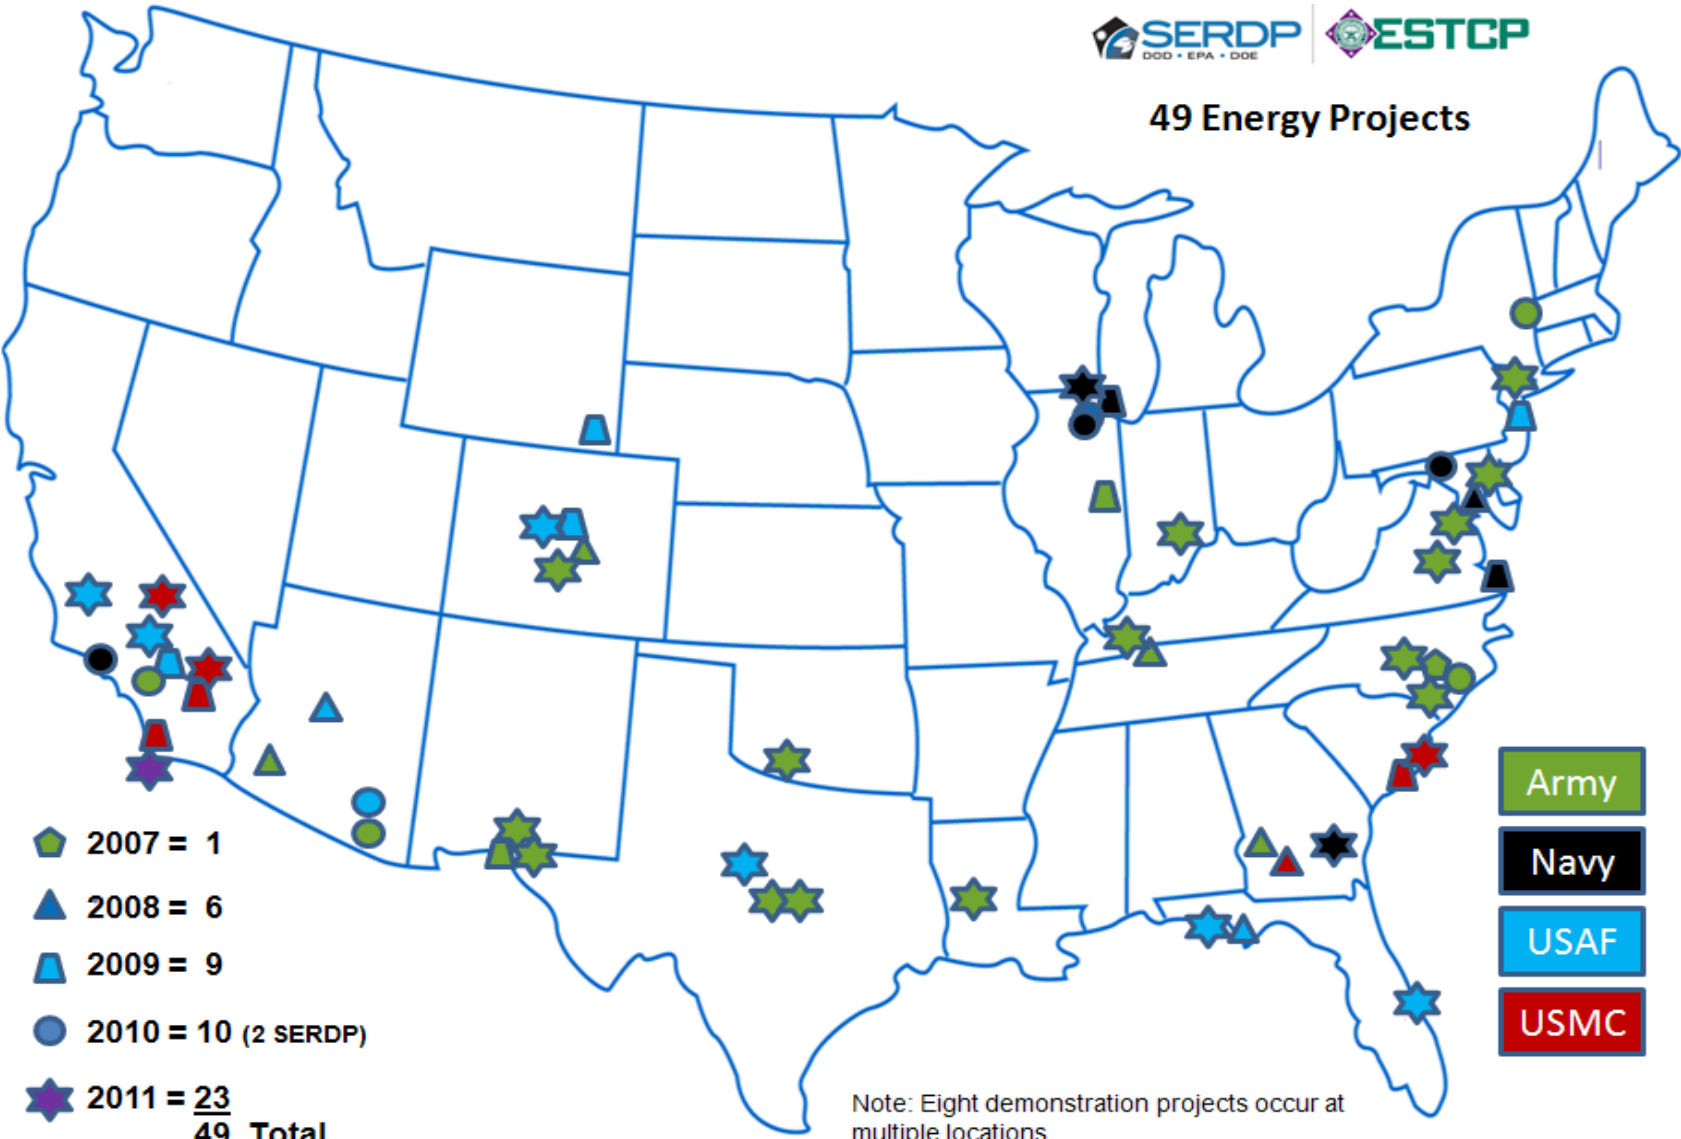 SERDP
DOD • EPA • DOE
ESTCP
49 Energy Projects
Army
Navy
USAF
USMC
2007 = 1
2008 = 6
2009 = 9
2010 = 10 (2 SERDP)
2011 = 23
49 Total
Note: Eight demonstration projects occur at
multiple locations